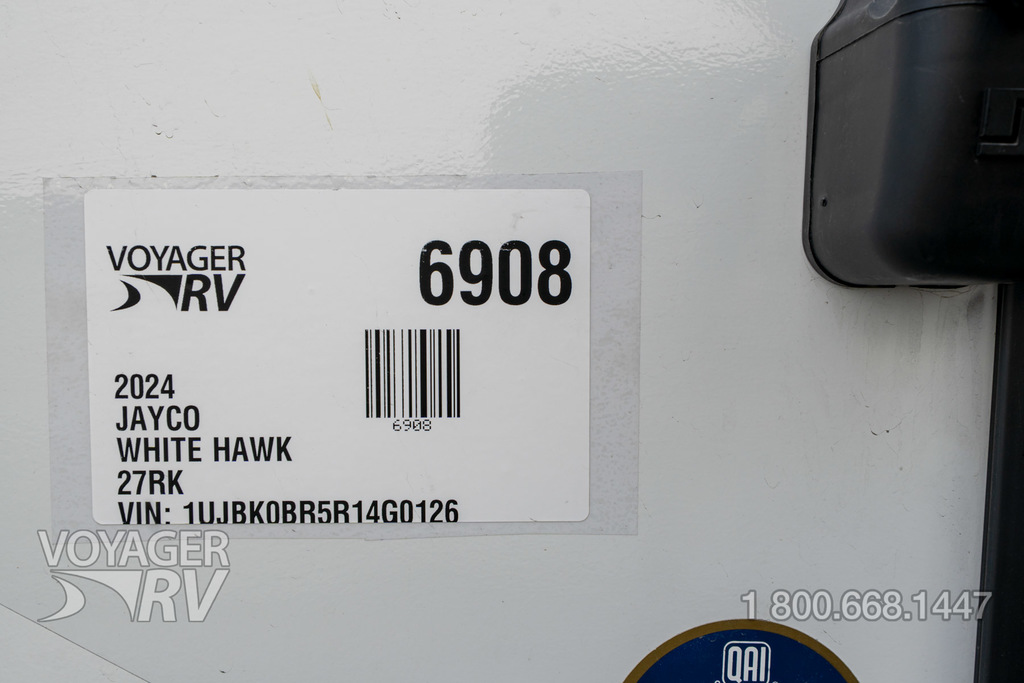 VOYAGER
RV
6908
6908
2024
JAYCO
WHITE HAWK
27RK
VIN: 1UJBK0BR5R14G0126
VOYAGER
RV
1 800.668.1447
QAI